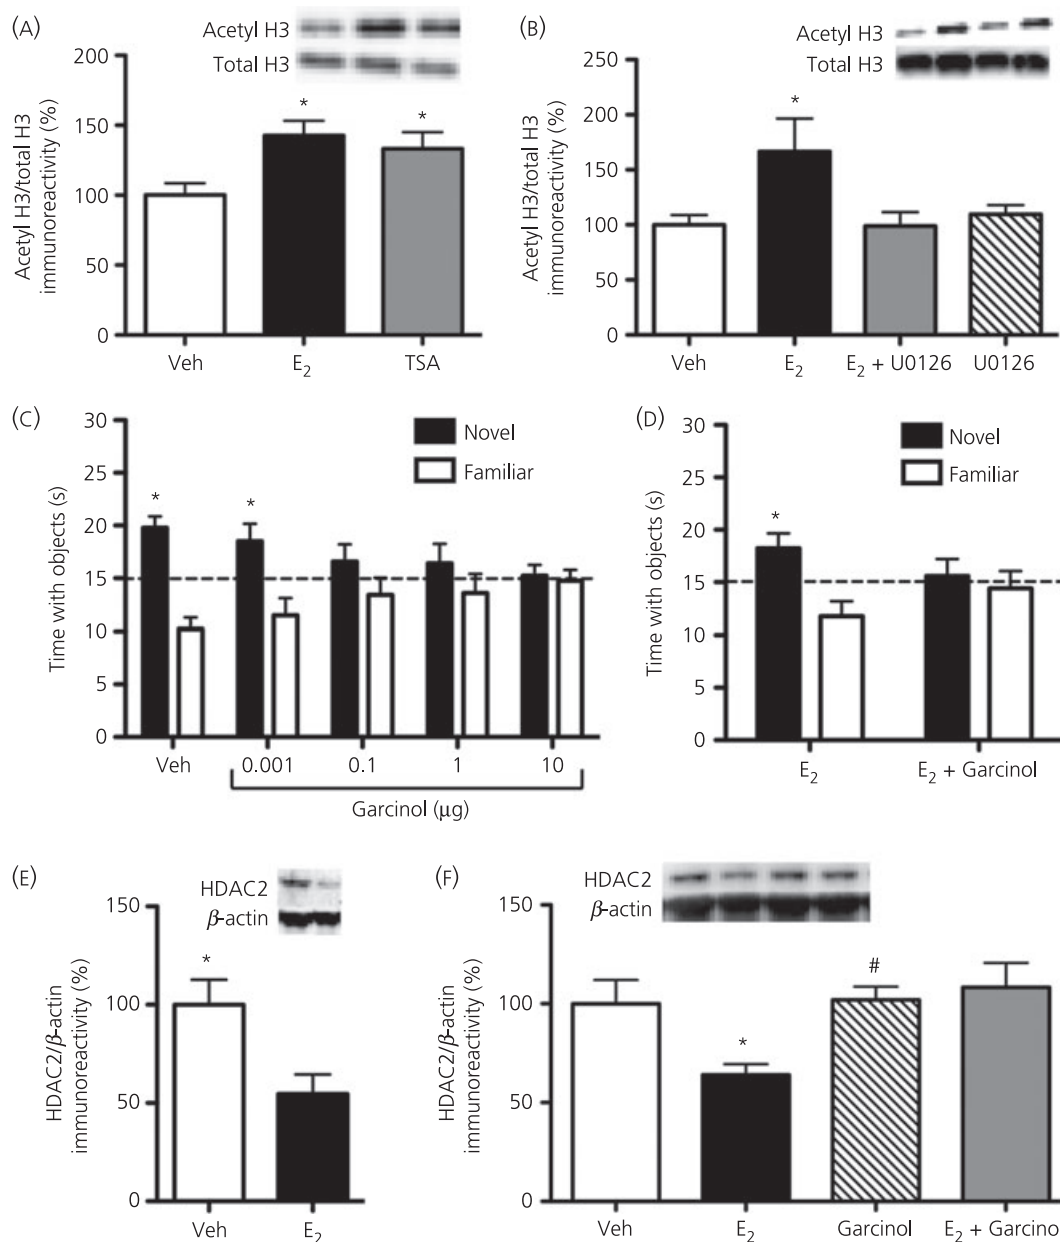 (A)
Acetyl H3
Total H3
Acetyl H3/total H3
immunoreactivity (%)
200
150
100
50
0
*
*
Veh
E₂
TSA
(B)
Acetyl H3
Total H3
Acetyl H3/total H3
immunoreactivity (%)
250
200
150
100
50
0
*
Veh
E₂
E₂ + U0126
U0126
(C)
Time with objects (s)
30
25
20
15
10
5
0
Novel
Familiar
*
*
Veh
0.001
0.1
1
10
Garcinol (μg)
(D)
Time with objects (s)
30
25
20
15
10
5
0
Novel
Familiar
*
E₂
E₂ + Garcinol
(E)
HDAC2
β-actin
HDAC2/β-actin
immunoreactivity (%)
150
100
50
0
*
Veh
E₂
(F)
HDAC2
β-actin
HDAC2/β-actin
immunoreactivity (%)
150
100
50
0
*
#
Veh
E₂
Garcinol
E₂ + Garcino